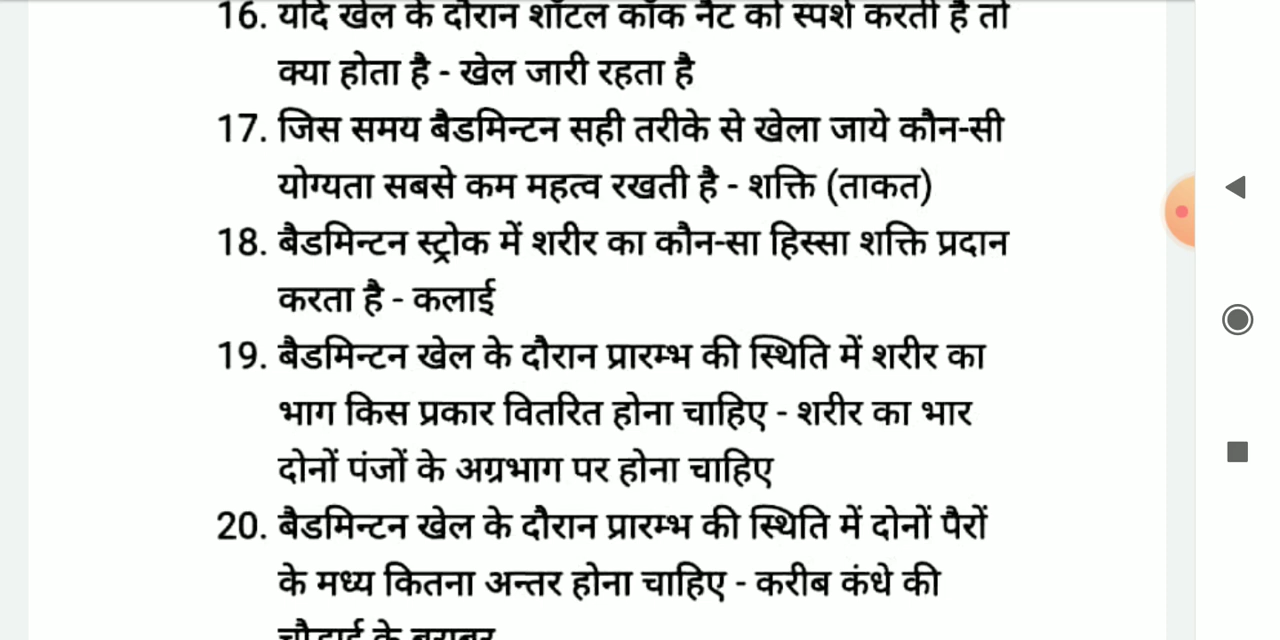 16. यदि खेल के दौरान शॉटल कॉक नैट को स्पर्श करती है तो
क्या होता है - खेल जारी रहता है
17. जिस समय बैडमिन्टन सही तरीके से खेला जाये कौन-सी
योग्यता सबसे कम महत्व रखती है - शक्ति (ताकत)
18. बैडमिन्टन स्ट्रोक में शरीर का कौन-सा हिस्सा शक्ति प्रदान
करता है - कलाई
19. बैडमिन्टन खेल के दौरान प्रारम्भ की स्थिति में शरीर का
भाग किस प्रकार वितरित होना चाहिए - शरीर का भार
दोनों पंजों के अग्रभाग पर होना चाहिए
20. बैडमिन्टन खेल के दौरान प्रारम्भ की स्थिति में दोनों पैरों
के मध्य कितना अन्तर होना चाहिए - करीब कंधे की
चौड़ाई के बराबर